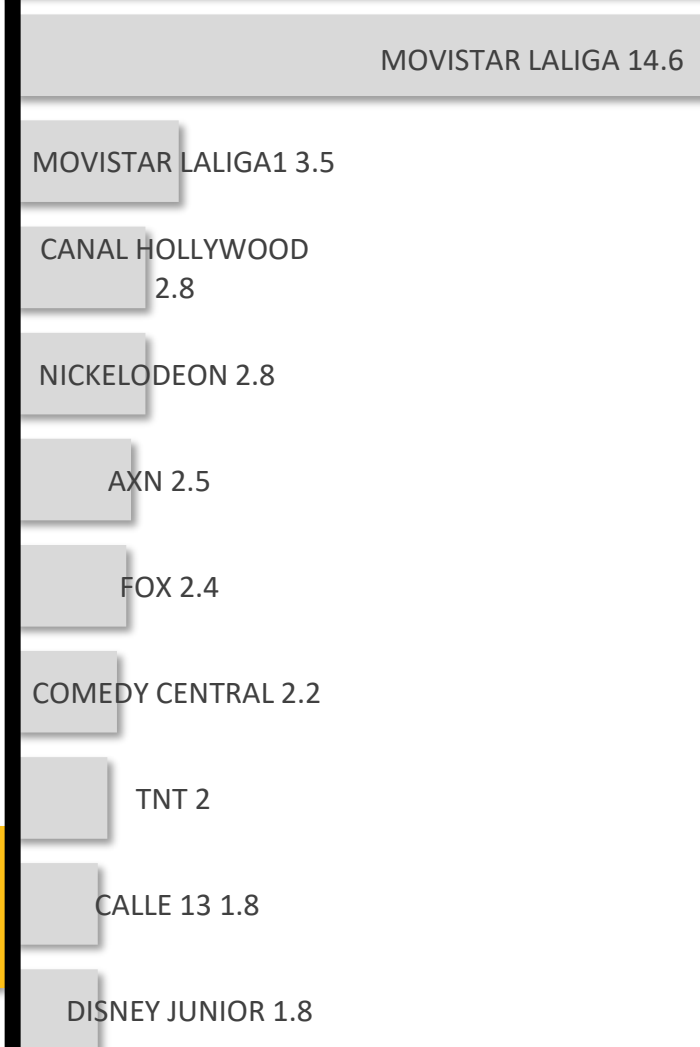 MOVISTAR LALIGA 14.6
MOVISTAR LALIGA1 3.5
CANAL HOLLYWOOD
2.8
NICKELODEON 2.8
AXN 2.5
FOX 2.4
COMEDY CENTRAL 2.2
TNT 2
CALLE 13 1.8
DISNEY JUNIOR 1.8